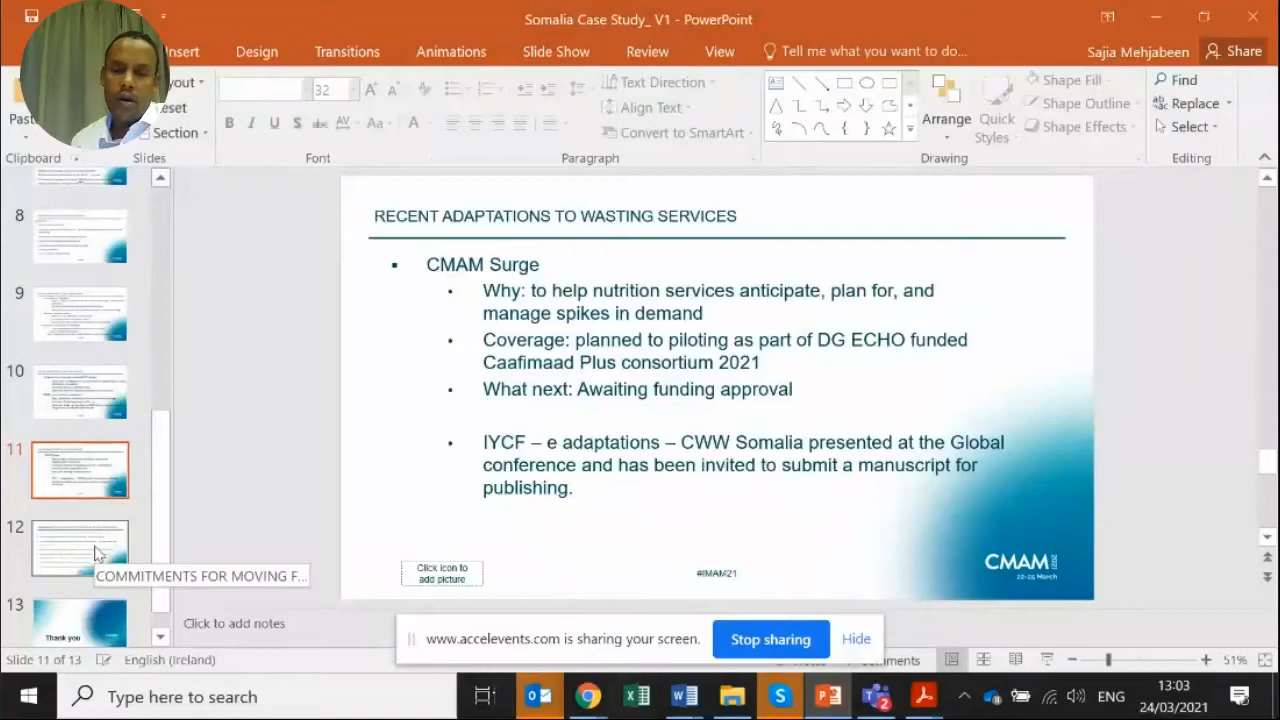 Somalia Case Study_ V1 - PowerPoint
Insert Design Transitions Animations Slide Show Review View Tell me what you want to do... Sajia Mehjabeen Share
Section
Clipboard Slides Font Paragraph Drawing Editing
32
B I U S abc AV Aa A
Text Direction
Align Text
Convert to SmartArt
Arrange
Quick
Styles
Shape Fill
Shape Outline
Shape Effects
Find
Replace
Select
8
9
10
11
12
COMMITMENTS FOR MOVING F...
13
Thank you
RECENT ADAPTATIONS TO WASTING SERVICES
▪ CMAM Surge
• Why: to help nutrition services anticipate, plan for, and
manage spikes in demand
• Coverage: planned to piloting as part of DG ECHO funded
Caafimaad Plus consortium 2021
• What next: Awaiting funding approval
• IYCF – e adaptations – CWW Somalia presented at the Global
conference and has been invited to submit a manuscript for
publishing.
Click icon to
add picture
#IMAM21
CMAM 2021
22-25 March
Click to add notes
www.accelevents.com is sharing your screen. Stop sharing Hide
Slide 11 of 13 English (Ireland) 51%
Type here to search
ENG
13:03
24/03/2021